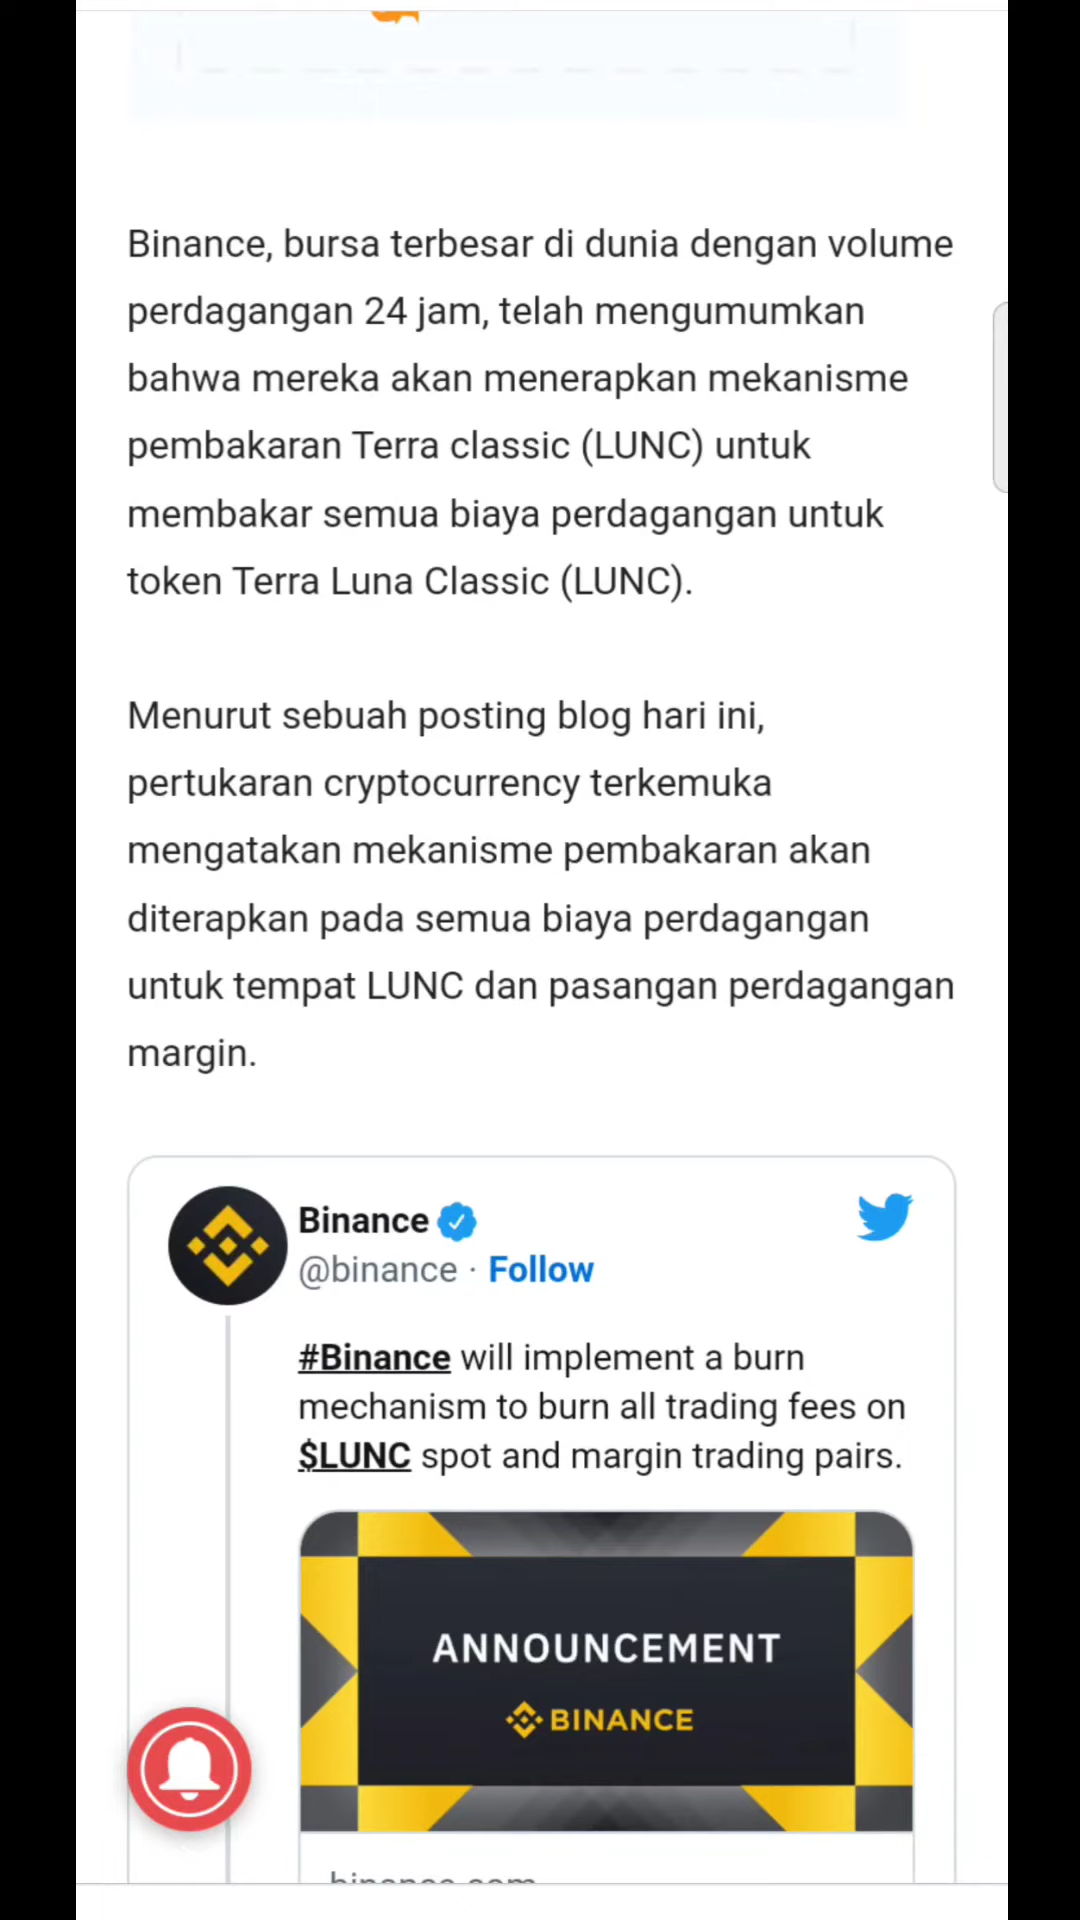 Binance, bursa terbesar di dunia dengan volume
perdagangan 24 jam, telah mengumumkan
bahwa mereka akan menerapkan mekanisme
pembakaran Terra classic (LUNC) untuk
membakar semua biaya perdagangan untuk
token Terra Luna Classic (LUNC).
Menurut sebuah posting blog hari ini,
pertukaran cryptocurrency terkemuka
mengatakan mekanisme pembakaran akan
diterapkan pada semua biaya perdagangan
untuk tempat LUNC dan pasangan perdagangan
margin.
Binance
@binance · Follow
#Binance will implement a burn
mechanism to burn all trading fees on
$LUNC spot and margin trading pairs.
ANNOUNCEMENT
BINANCE
binance.com